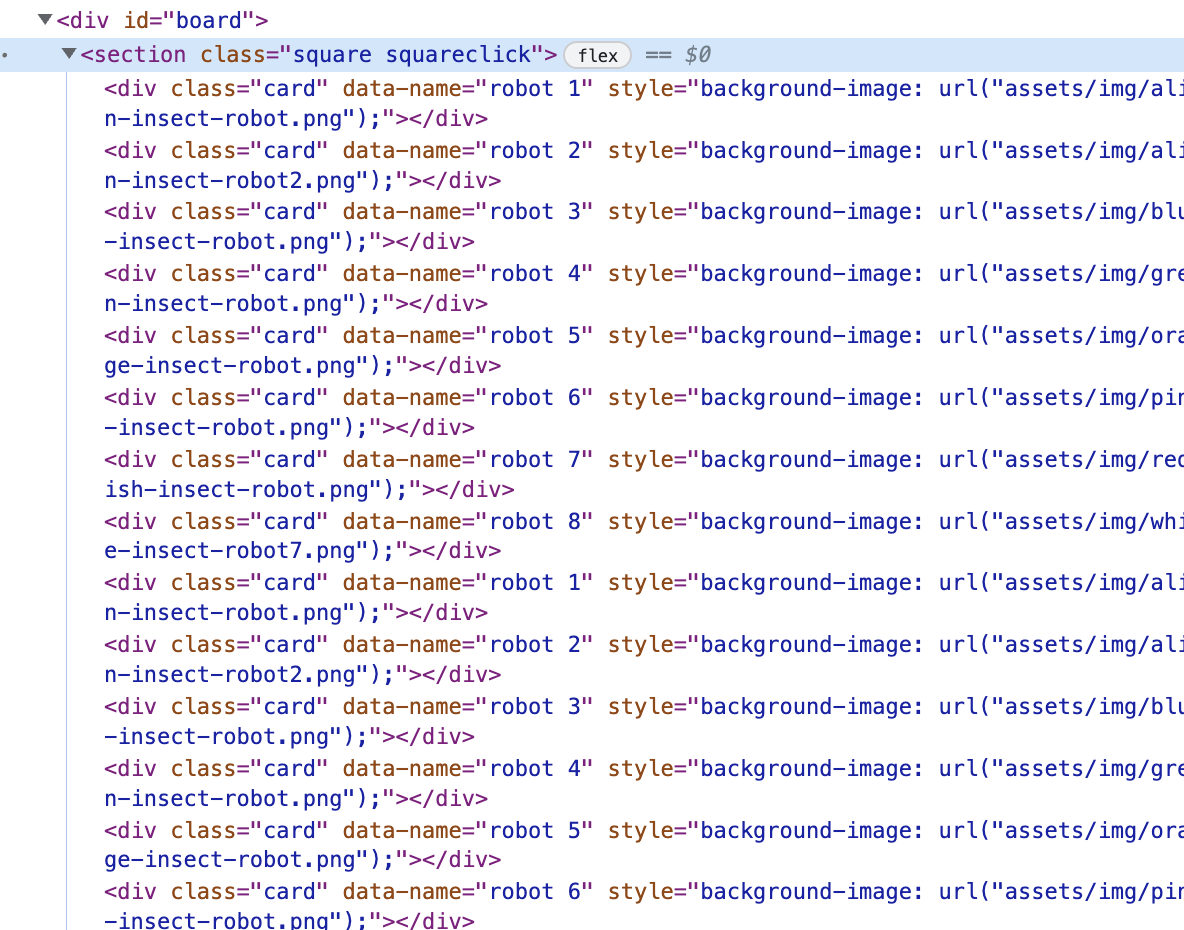 ▼<div id="board">
▼<section class="square squareclick"> flex == $0
<div class="card" data-name="robot 1" style="background-image: url("assets/img/ali
n-insect-robot.png");"></div>
<div class="card" data-name="robot 2" style="background-image: url("assets/img/ali
n-insect-robot2.png");"></div>
<div class="card" data-name="robot 3" style="background-image: url("assets/img/blu
-insect-robot.png");"></div>
<div class="card" data-name="robot 4" style="background-image: url("assets/img/gre
n-insect-robot.png");"></div>
<div class="card" data-name="robot 5" style="background-image: url("assets/img/ora
ge-insect-robot.png");"></div>
<div class="card" data-name="robot 6" style="background-image: url("assets/img/pin
-insect-robot.png");"></div>
<div class="card" data-name="robot 7" style="background-image: url("assets/img/red
ish-insect-robot.png");"></div>
<div class="card" data-name="robot 8" style="background-image: url("assets/img/whi
e-insect-robot7.png");"></div>
<div class="card" data-name="robot 1" style="background-image: url("assets/img/ali
n-insect-robot.png");"></div>
<div class="card" data-name="robot 2" style="background-image: url("assets/img/ali
n-insect-robot2.png");"></div>
<div class="card" data-name="robot 3" style="background-image: url("assets/img/blu
-insect-robot.png");"></div>
<div class="card" data-name="robot 4" style="background-image: url("assets/img/gre
n-insect-robot.png");"></div>
<div class="card" data-name="robot 5" style="background-image: url("assets/img/ora
ge-insect-robot.png");"></div>
<div class="card" data-name="robot 6" style="background-image: url("assets/img/pin
-insect-robot.png");"></div>